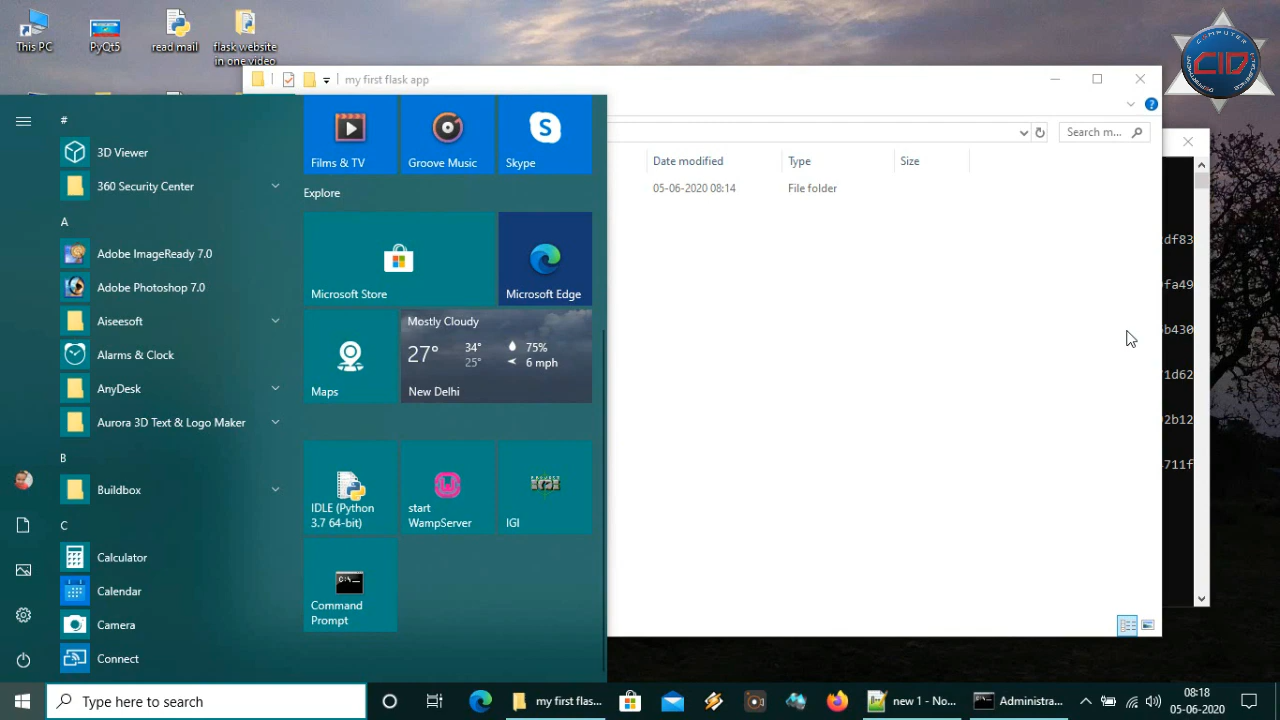 This PC
PyQt5
read mail
flask website
in one video
COMPUTER
CID
my first flask app
Search m...
Date modified
Type
Size
05-06-2020 08:14
File folder
#
3D Viewer
360 Security Center
A
Adobe ImageReady 7.0
Adobe Photoshop 7.0
Aiseesoft
Alarms & Clock
AnyDesk
Aurora 3D Text & Logo Maker
B
Buildbox
C
Calculator
Calendar
Camera
Connect
Films & TV
Groove Music
Skype
Explore
Microsoft Store
Microsoft Edge
Maps
Mostly Cloudy
27°
34°
25°
75%
6 mph
New Delhi
IDLE (Python
3.7 64-bit)
start
WampServer
IGI
Command
Prompt
df83
fa49
b430
1d62
2b12
711f
Type here to search
my first flas...
new 1 - No...
Administra...
08:18
05-06-2020